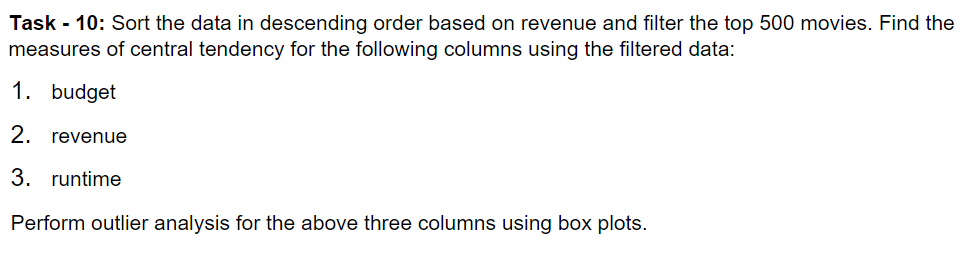 Task - 10: Sort the data in descending order based on revenue and filter the top 500 movies. Find the
measures of central tendency for the following columns using the filtered data:
1. budget
2. revenue
3. runtime
Perform outlier analysis for the above three columns using box plots.